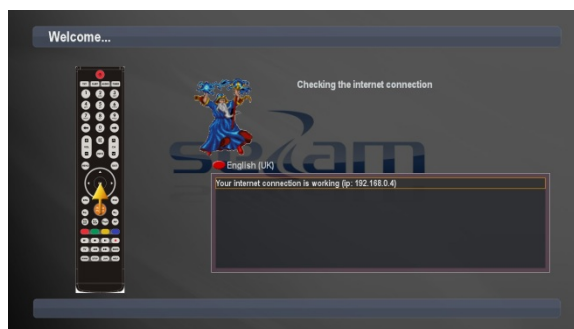 Welcome...
Checking the internet connection
English (UK)
Your internet connection is working (ip: 192.168.0.4)